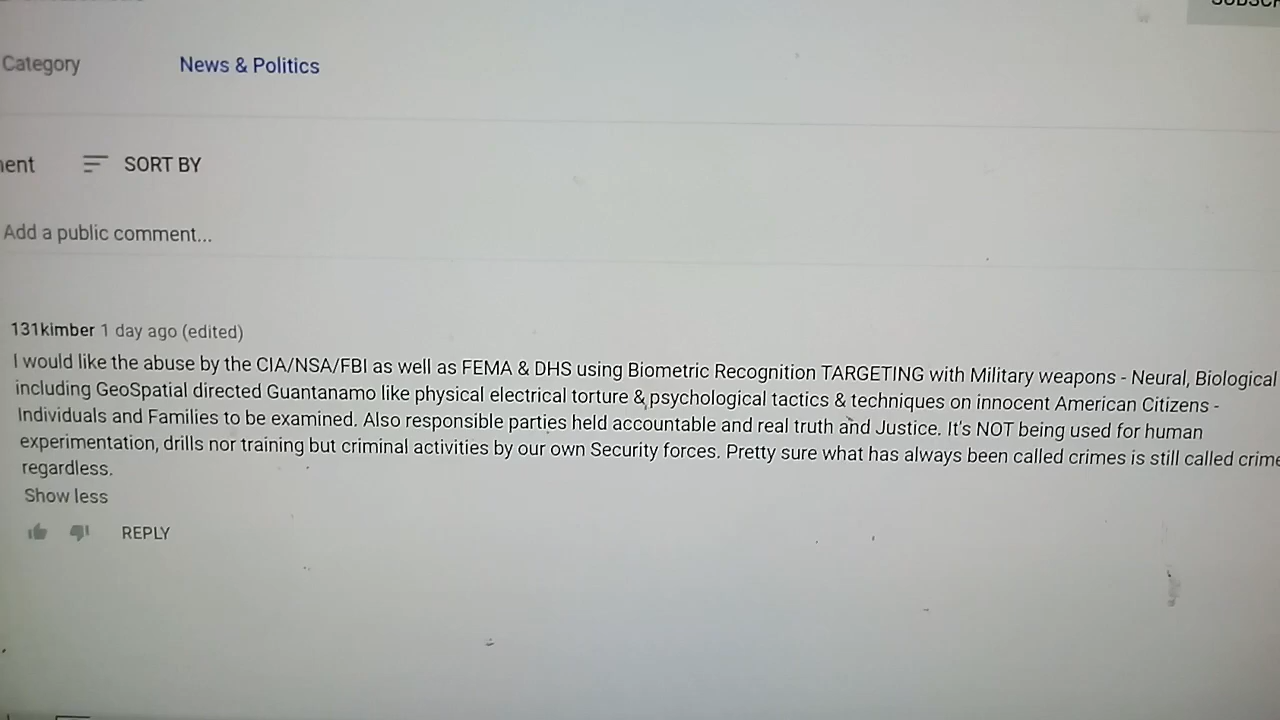 Category News & Politics
SORT BY
Add a public comment...
131kimber 1 day ago (edited)
I would like the abuse by the CIA/NSA/FBI as well as FEMA & DHS using Biometric Recognition TARGETING with Military weapons - Neural, Biological
including GeoSpatial directed Guantanamo like physical electrical torture & psychological tactics & techniques on innocent American Citizens -
Individuals and Families to be examined. Also responsible parties held accountable and real truth and Justice. It's NOT being used for human
experimentation, drills nor training but criminal activities by our own Security forces. Pretty sure what has always been called crimes is still called
regardless.
Show less
REPLY